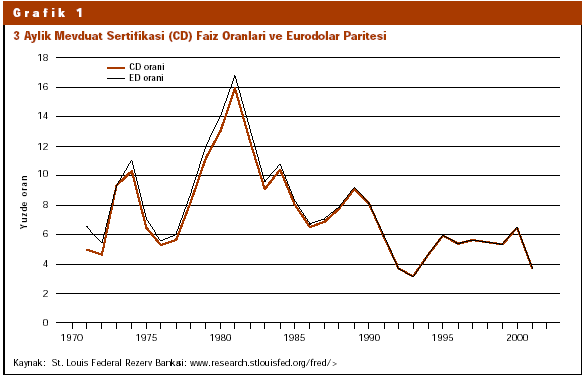 Grafik 1
3 Aylik Mevduat Sertifikasi (CD) Faiz Oranlari ve Eurodolar Paritesi
18
CD orani
ED orani
16
14
12
10
8
6
4
2
0
Yuzde oran
1970 1975 1980 1985 1990 1995 2000
Kaynak: St. Louis Federal Rezerv Bankasi: www.research.stlouisfed.org/fred/>